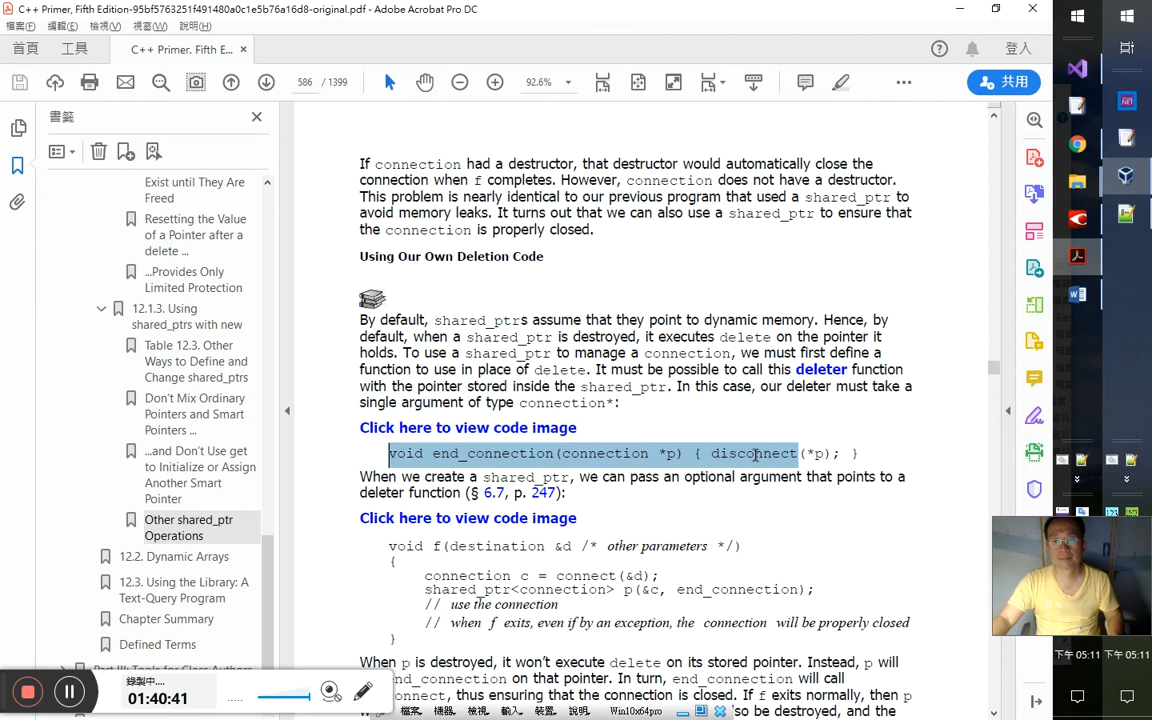 C++ Primer, Fifth Edition-95bf5763251f491480a0c1e5b76a16d8-original.pdf - Adobe Acrobat Pro DC
檔案(F) 編輯(E) 檢視(V) 視窗(W) 說明(H)
首頁 工具 C++ Primer, Fifth E... × 登入
586 / 1399 92.6% 共用
書籤
Exist until They Are
Freed
Resetting the Value
of a Pointer after a
delete ...
...Provides Only
Limited Protection
12.1.3. Using
shared_ptrs with new
Table 12.3. Other
Ways to Define and
Change shared_ptrs
Don't Mix Ordinary
Pointers and Smart
Pointers ...
...and Don't Use get
to Initialize or Assign
Another Smart
Pointer
Other shared_ptr
Operations
12.2. Dynamic Arrays
12.3. Using the Library: A
Text-Query Program
Chapter Summary
Defined Terms
If connection had a destructor, that destructor would automatically close the
connection when f completes. However, connection does not have a destructor.
This problem is nearly identical to our previous program that used a shared_ptr to
avoid memory leaks. It turns out that we can also use a shared_ptr to ensure that
the connection is properly closed.
Using Our Own Deletion Code
By default, shared_ptrs assume that they point to dynamic memory. Hence, by
default, when a shared_ptr is destroyed, it executes delete on the pointer it
holds. To use a shared_ptr to manage a connection, we must first define a
function to use in place of delete. It must be possible to call this deleter function
with the pointer stored inside the shared_ptr. In this case, our deleter must take a
single argument of type connection*:
Click here to view code image
void end_connection(connection *p) { disconnect(*p); }
When we create a shared_ptr, we can pass an optional argument that points to a
deleter function (§ 6.7, p. 247):
Click here to view code image
void f(destination &d /* other parameters */)
{
connection c = connect(&d);
shared_ptr<connection> p(&c, end_connection);
// use the connection
// when f exits, even if by an exception, the connection will be properly closed
}
When p is destroyed, it won't execute delete on its stored pointer. Instead, p will
end_connection on that pointer. In turn, end_connection will call
connect, thus ensuring that the connection is closed. If f exits normally, then p
so be destroyed, and the
錄製中....
01:40:41
檔案. 機器. 檢視. 輸入. 裝置. 說明. Win10x64pro
.NET
下午 05:11 下午 05:11